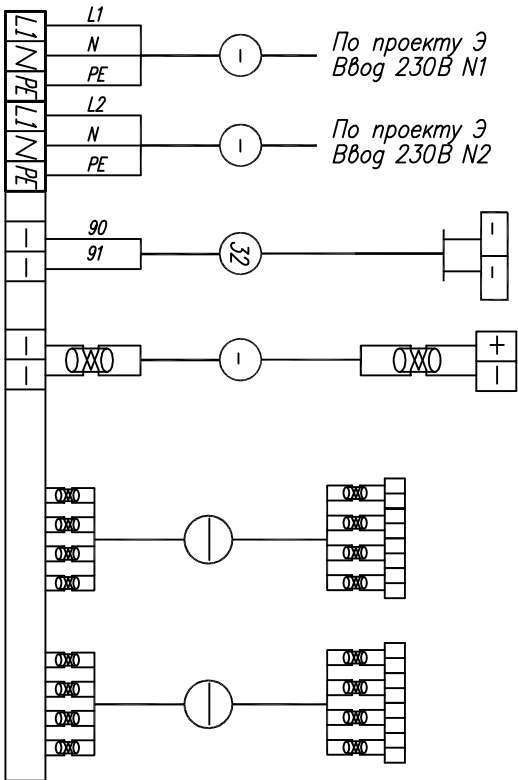 L1
L1
N
N
PE
PE
По проекту Э
Ввод 230В N1
L1
L2
N
N
PE
PE
По проекту Э
Ввод 230В N2
–
90
–
91
32
–
–
–
–
–
+
–